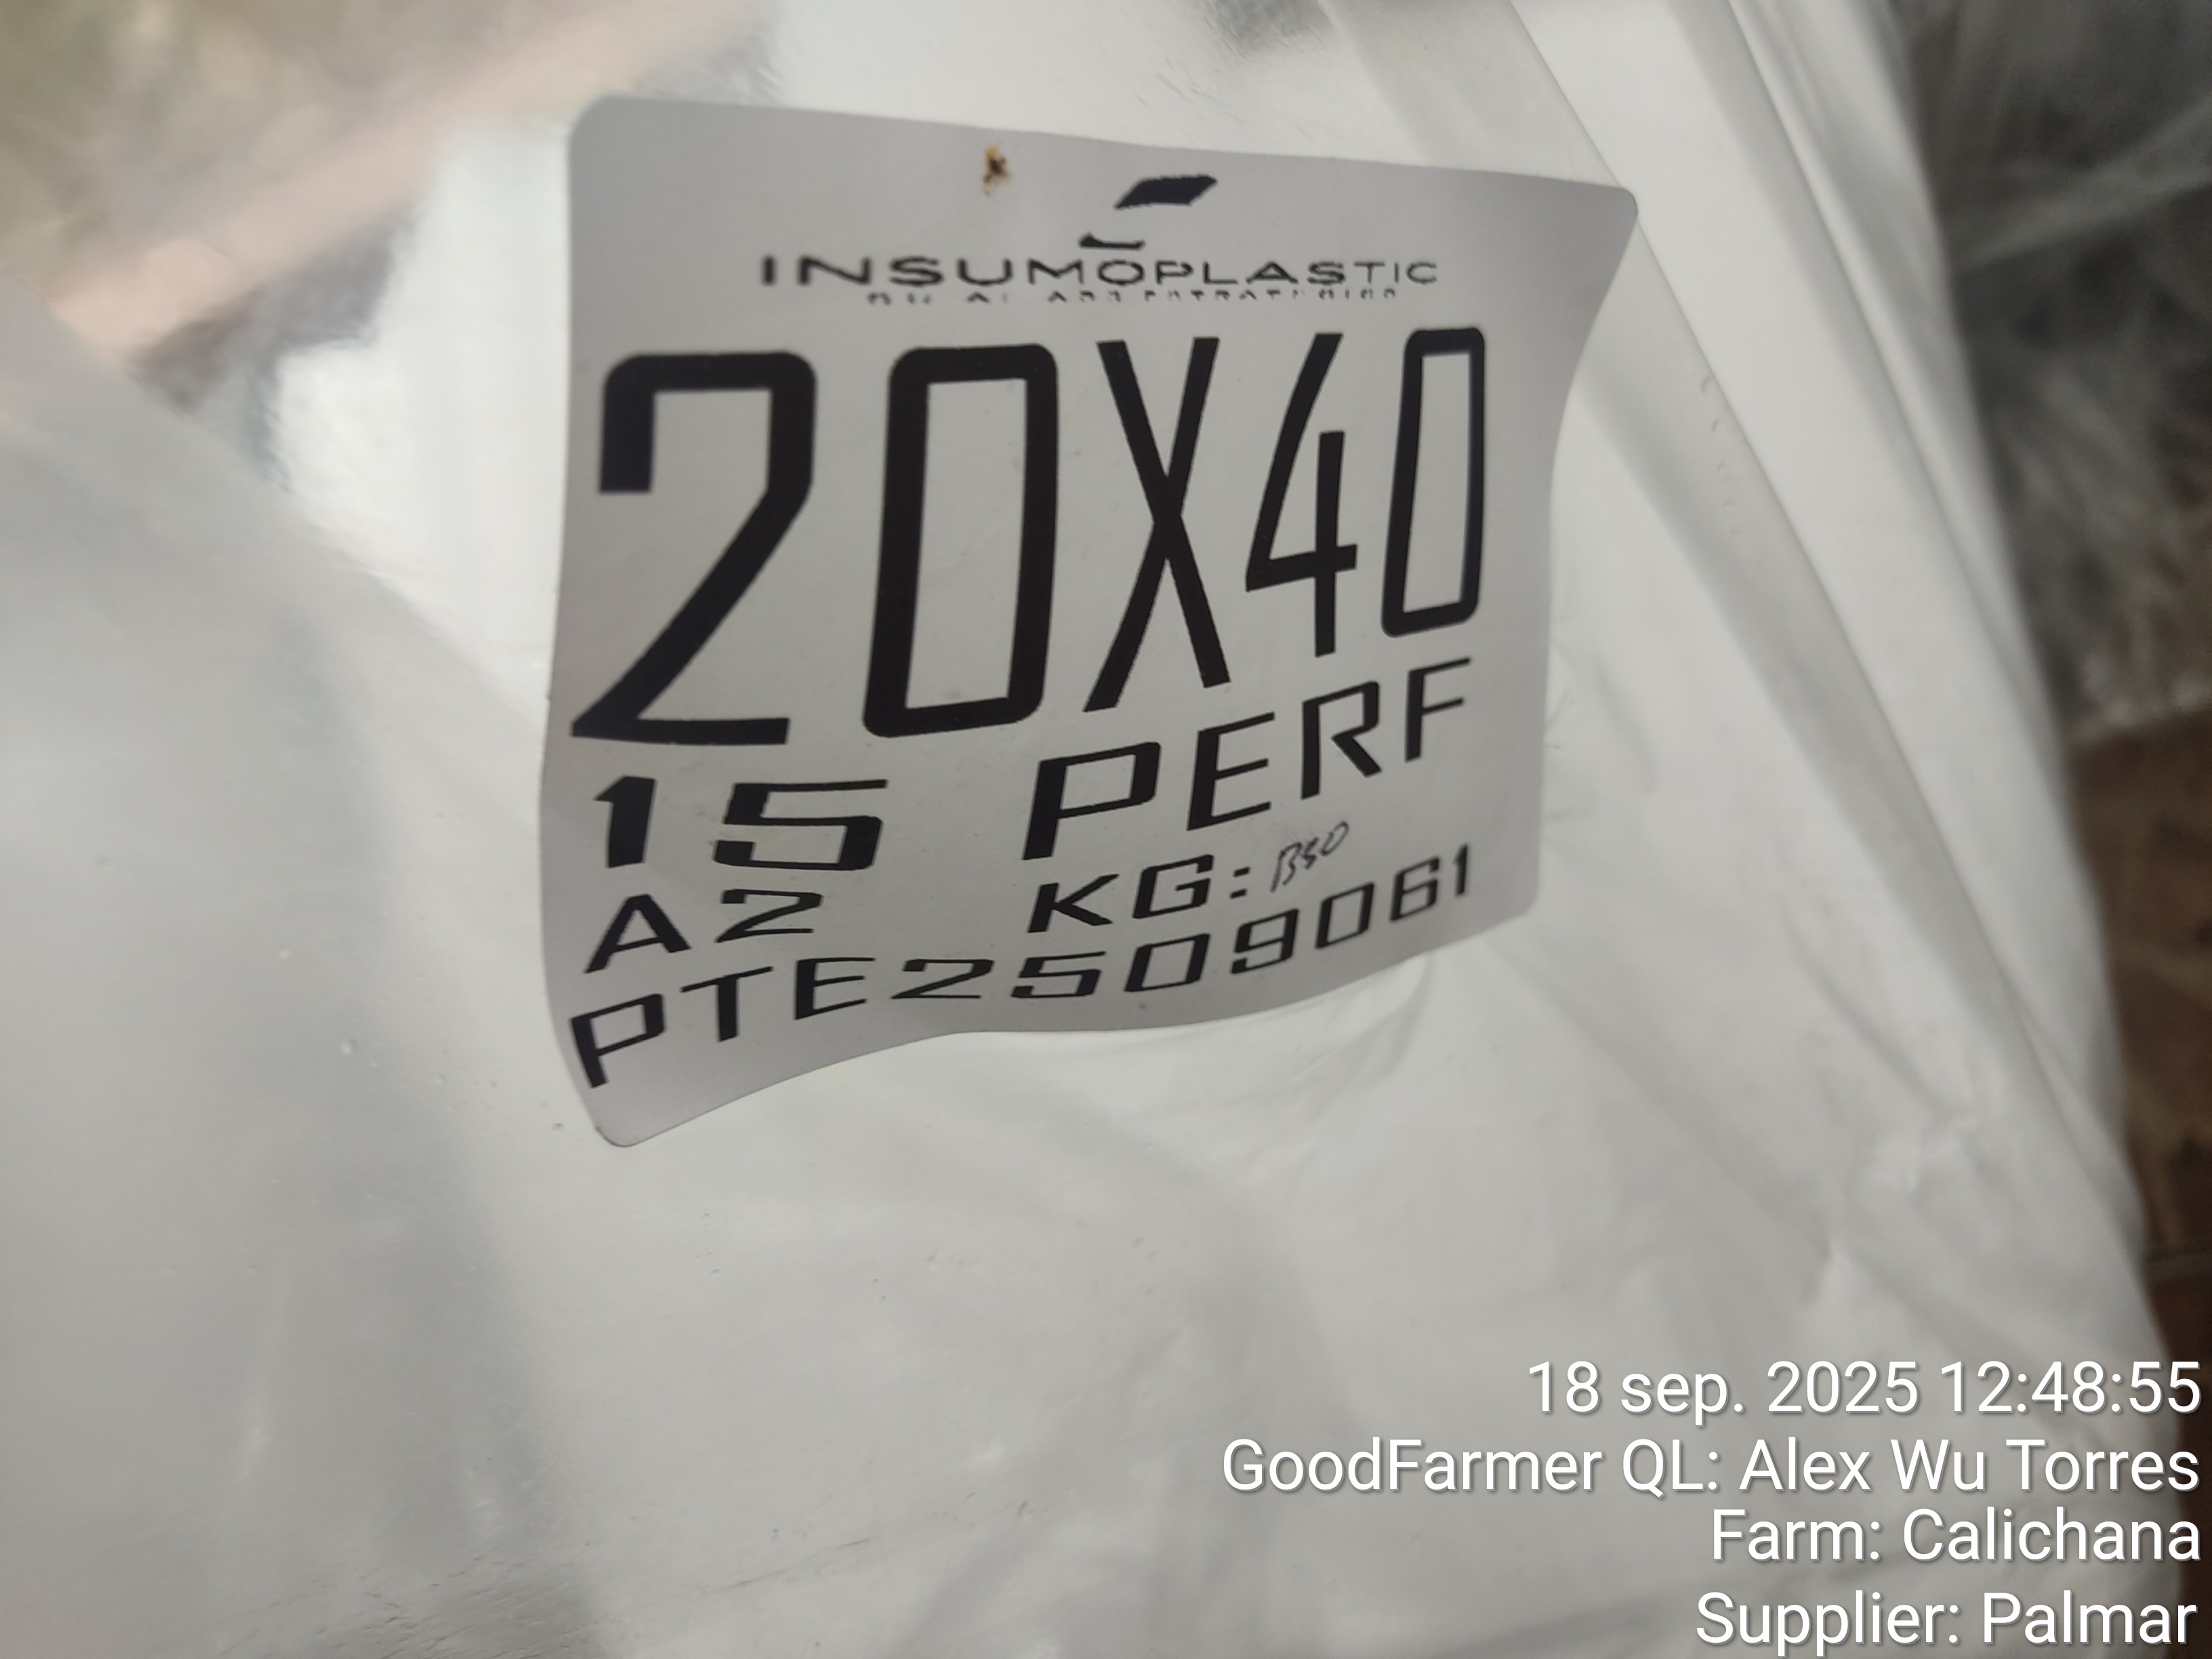 INSUMOPLASTIC
20X40
15 PERF
A2 KG:
PTE2509061
18 sep. 2025 12:48:55
GoodFarmer QL: Alex Wu Torres
Farm: Calichana
Supplier: Palmar